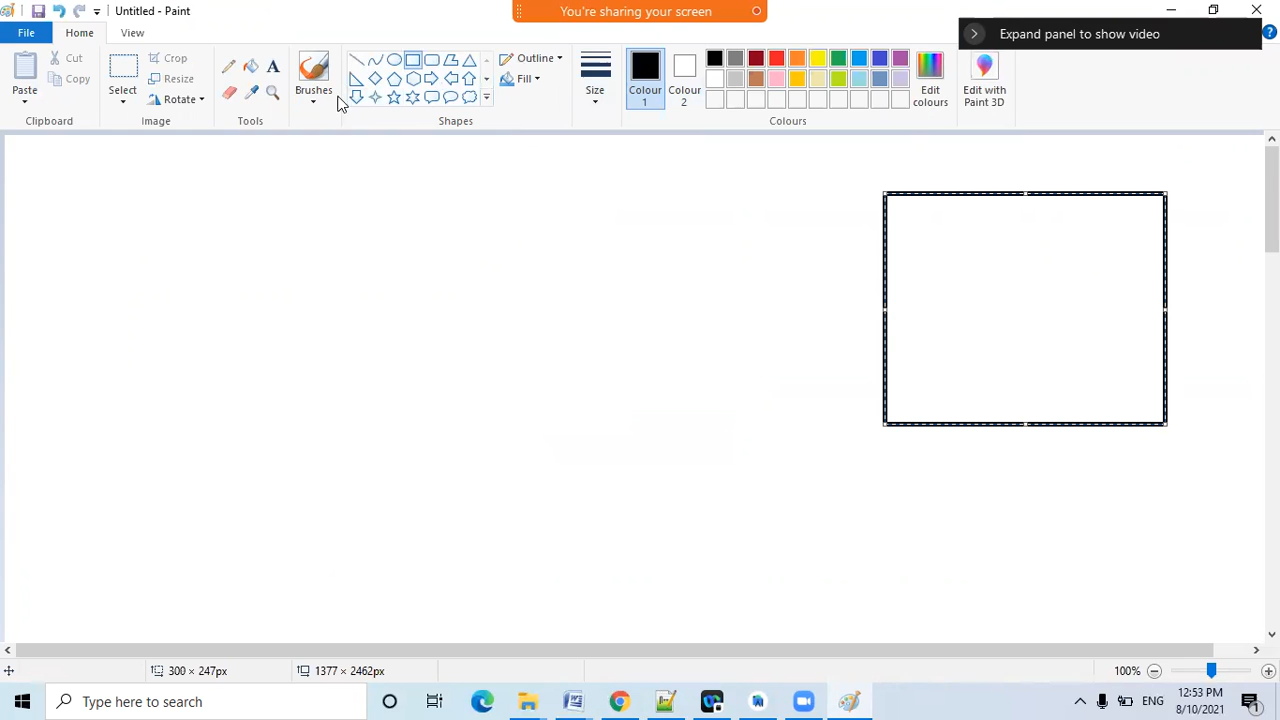 Untitled - Paint
You're sharing your screen
Expand panel to show video
File
Home
View
Paste
Cut
Copy
Clipboard
Select
Crop
Resize
Rotate
Image
A
Tools
Brushes
Shapes
Outline
Fill
Size
Colour 1
Colour 2
Colours
Edit colours
Edit with Paint 3D
300 × 247px
1377 × 2462px
100%
Type here to search
ENG
12:53 PM
8/10/2021
1